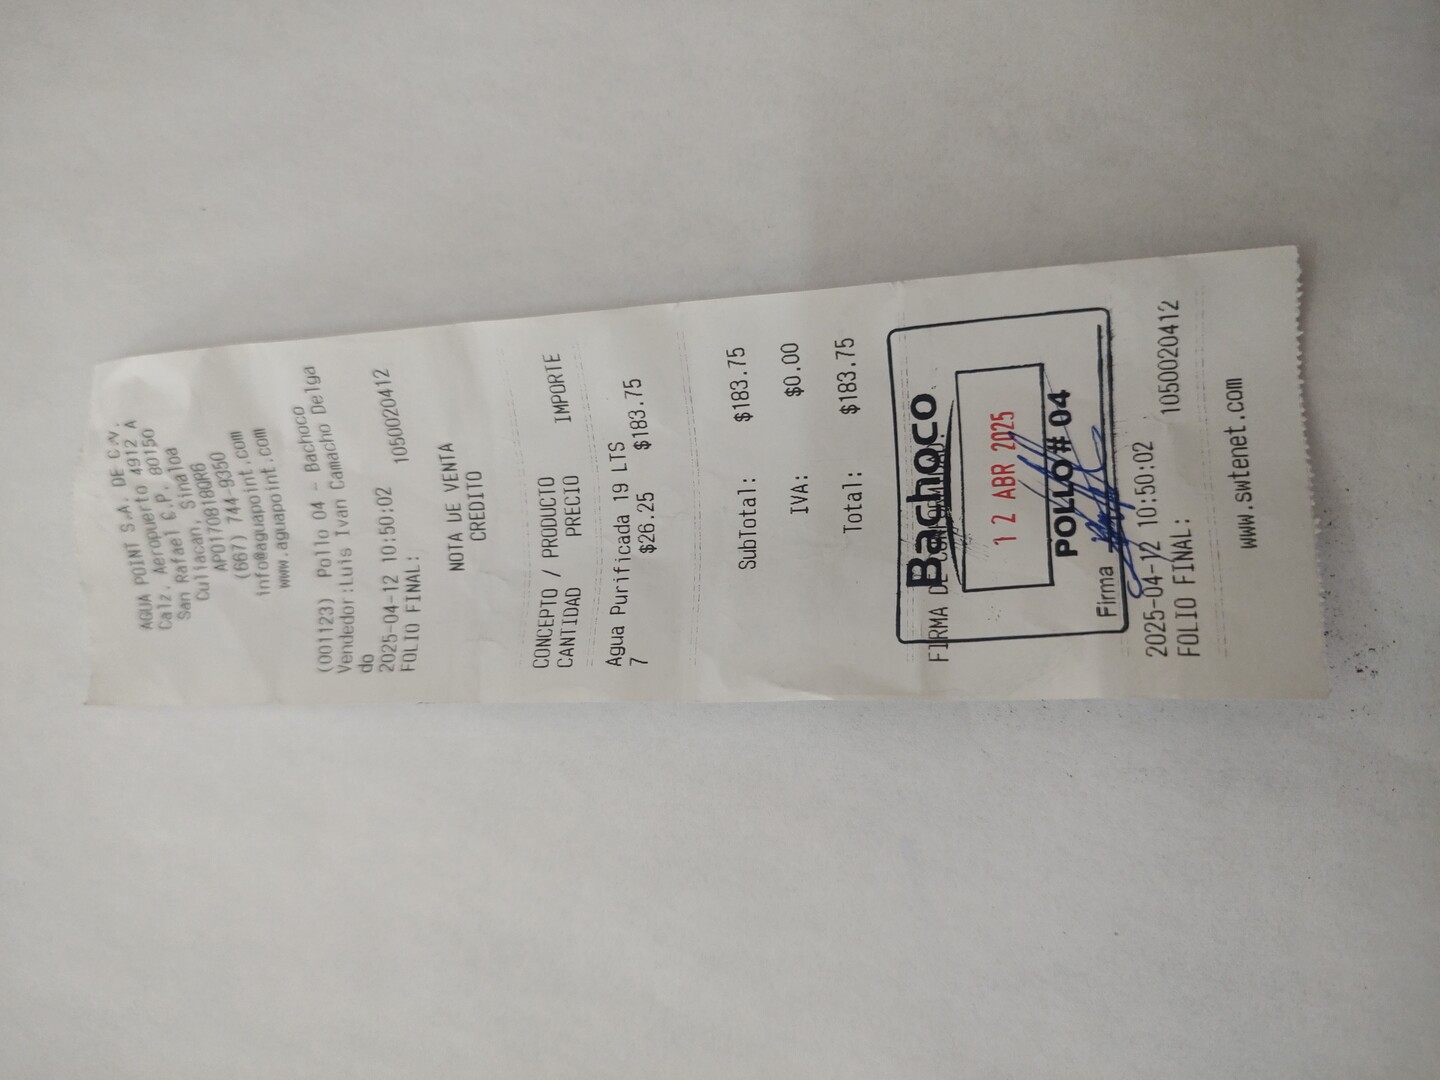 AGUA POINT S.A. DE C.V.
Calz. Aeropuerto 4912 A
San Rafael C.P. 80150
Culiacan, Sinaloa
APO170818QR6
(667) 744-9350
info@aguapoint.com
www.aguapoint.com
(001123) Pollo 04 - Bachoco
Vendedor:Luis Ivan Camacho Delga
do
2025-04-12 10:50:02
FOLIO FINAL: 1050020412
NOTA DE VENTA
CREDITO
CONCEPTO / PRODUCTO
CANTIDAD PRECIO IMPORTE
Agua Purificada 19 LTS
7 $26.25 $183.75
SubTotal: $183.75
IVA: $0.00
Total: $183.75
Bachoco
FIRMA DE
12 ABR 2025
POLLO # 04
Firma
2025-04-12 10:50:02
FOLIO FINAL: 1050020412
www.swtenet.com